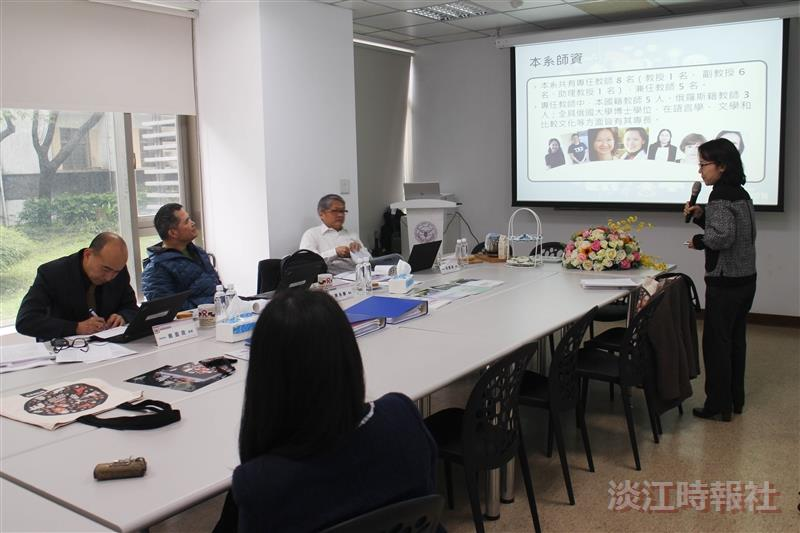 本系師資
本系共有專任教師8名(教授1名、副教授6
名、助理教授1名)、兼任教師5名。
專任教師中，本國籍教師5人、俄羅斯籍教師3
人；全具俄國大學博士學位，在語言學、文學和
比較文化等方面皆有其專長。
淡江時報社